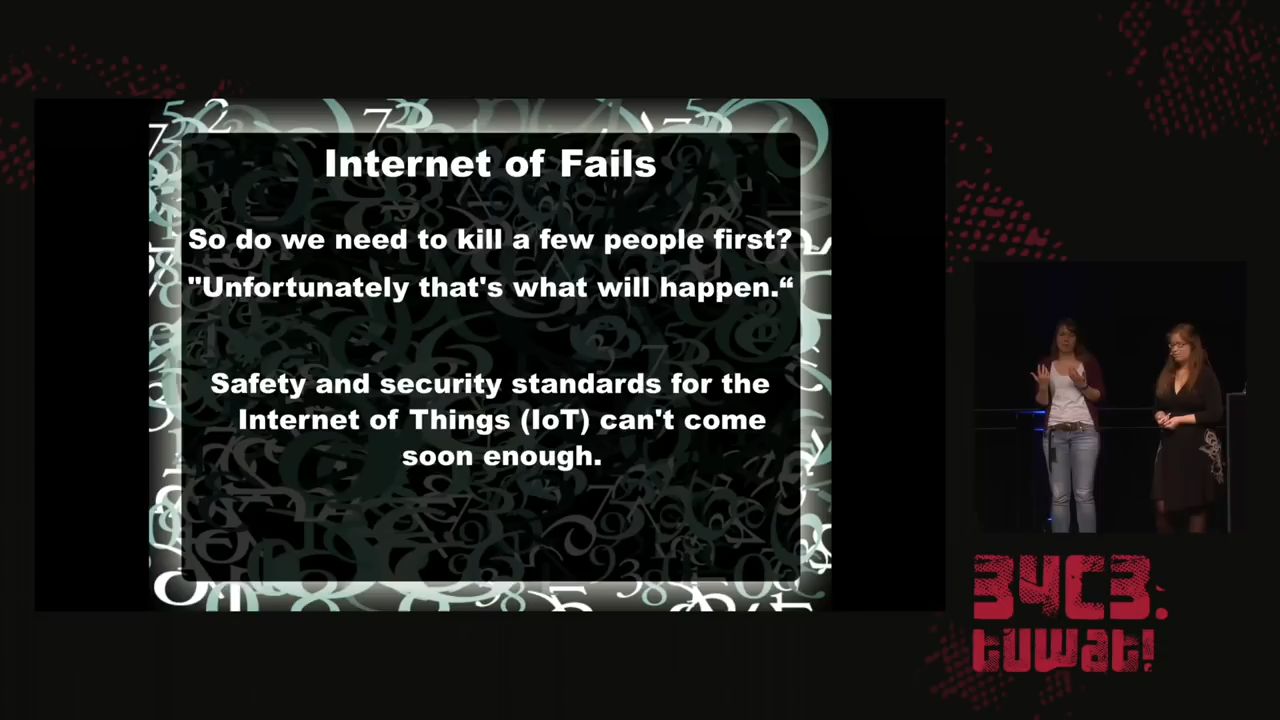 Internet of Fails
So do we need to kill a few people first?
"Unfortunately that's what will happen.“
Safety and security standards for the
Internet of Things (IoT) can't come
soon enough.
34C3.
tuwat!